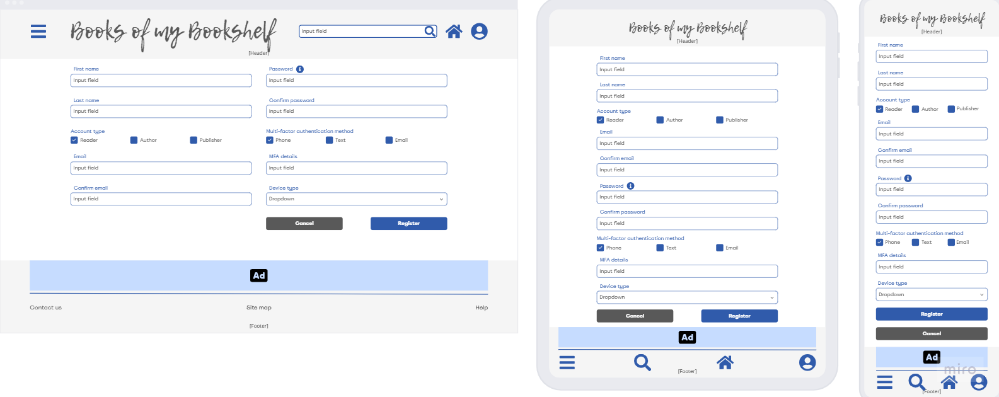 Books of my Bookshelf
Input field
[Header]
First name
Input field
Last name
Input field
Account type
Reader Author Publisher
Email
Input field
Confirm email
Input field
Password
Input field
Confirm password
Input field
Multi-factor authentication method
Phone Text Email
MFA details
Input field
Device type
Dropdown
Cancel Register
Ad
Contact us Site map Help
[Footer]
Books of my Bookshelf
[Header]
First name
Input field
Last name
Input field
Account type
Reader Author Publisher
Email
Input field
Confirm email
Input field
Password
Input field
Confirm password
Input field
Multi-factor authentication method
Phone Text Email
MFA details
Input field
Device type
Dropdown
Cancel Register
Ad
[Footer]
Books of my Bookshelf
[Header]
First name
Input field
Last name
Input field
Account type
Reader Author Publisher
Email
Input field
Confirm email
Input field
Password
Input field
Confirm password
Input field
Multi-factor authentication method
Phone Text Email
MFA details
Input field
Device type
Dropdown
Register
Cancel
Ad
miro
[Footer]